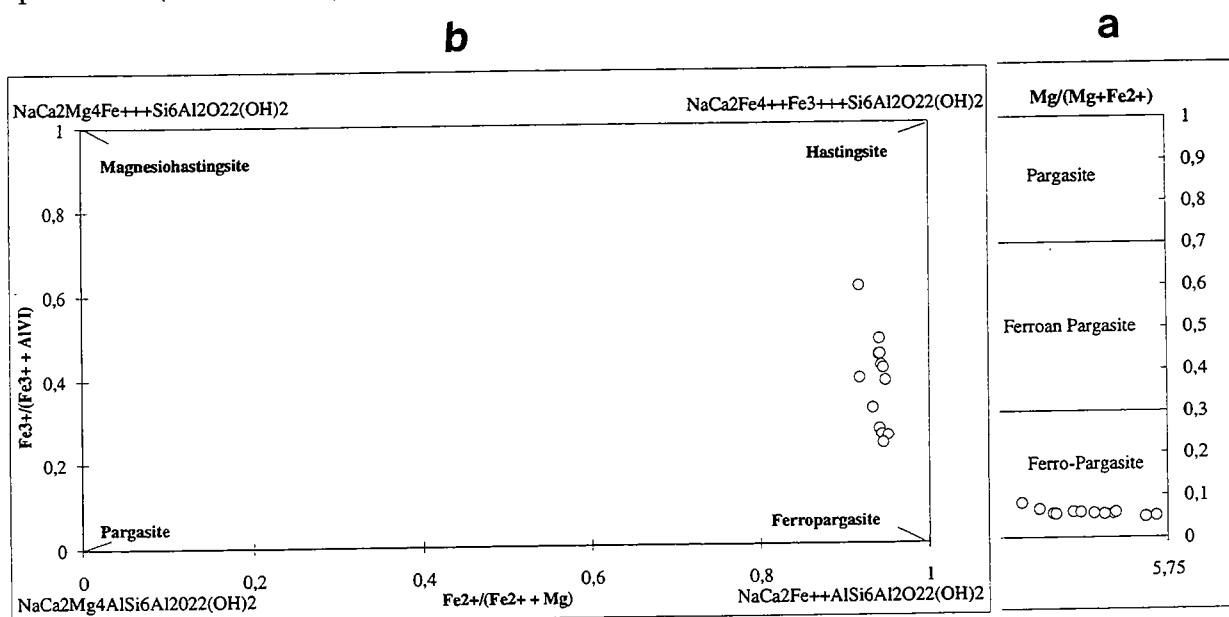 b
a
NaCa2Mg4Fe+++Si6Al2O22(OH)2
NaCa2Fe4++Fe3+++Si6Al2O22(OH)2
1
Magnesiohastingsite
Hastingsite
0,8
0,6
0,4
0,2
0
Fe3+/(Fe3+ + AlVI)
Pargasite
Ferropargasite
0
0,2
0,4
0,6
0,8
1
NaCa2Mg4AlSi6Al2022(OH)2
Fe2+/(Fe2+ + Mg)
NaCa2Fe++AlSi6Al2O22(OH)2
Mg/(Mg+Fe2+)
1
0,9
Pargasite
0,8
0,7
0,6
Ferroan Pargasite
0,5
0,4
0,3
Ferro-Pargasite
0,2
0,1
0
5,75